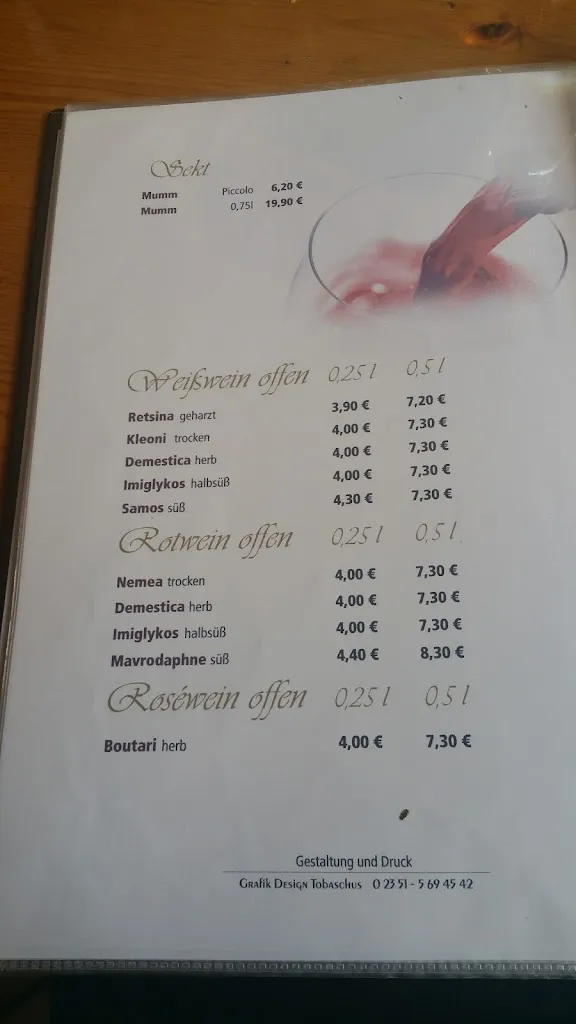 Sekt
Mumm Piccolo 6,20 €
Mumm 0,75l 19,90 €
Weißwein offen 0,25 l 0,5 l
Retsina geharzt 3,90 € 7,20 €
Kleoni trocken 4,00 € 7,30 €
Demestica herb 4,00 € 7,30 €
Imiglykos halbsüß 4,00 € 7,30 €
Samos süß 4,30 € 7,30 €
Rotwein offen 0,25 l 0,5 l
Nemea trocken 4,00 € 7,30 €
Demestica herb 4,00 € 7,30 €
Imiglykos halbsüß 4,00 € 7,30 €
Mavrodaphne süß 4,40 € 8,30 €
Roséwein offen 0,25 l 0,5 l
Boutari herb 4,00 € 7,30 €
Gestaltung und Druck
Grafik Design Tobaschus 0 23 51 - 5 69 45 42